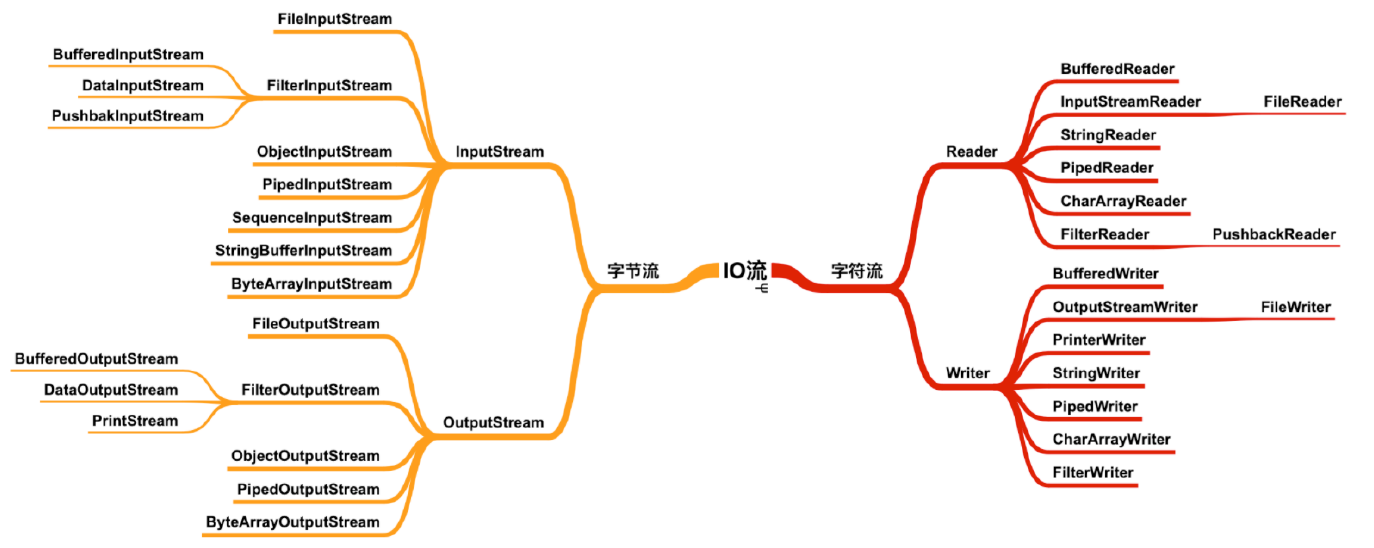 IO流
字节流
InputStream
FileInputStream
FilterInputStream
BufferedInputStream
DataInputStream
PushbakInputStream
ObjectInputStream
PipedInputStream
SequenceInputStream
StringBufferInputStream
ByteArrayInputStream
OutputStream
FileOutputStream
FilterOutputStream
BufferedOutputStream
DataOutputStream
PrintStream
ObjectOutputStream
PipedOutputStream
ByteArrayOutputStream
字符流
Reader
BufferedReader
InputStreamReader
FileReader
StringReader
PipedReader
CharArrayReader
FilterReader
PushbackReader
Writer
BufferedWriter
OutputStreamWriter
FileWriter
PrinterWriter
StringWriter
PipedWriter
CharArrayWriter
FilterWriter